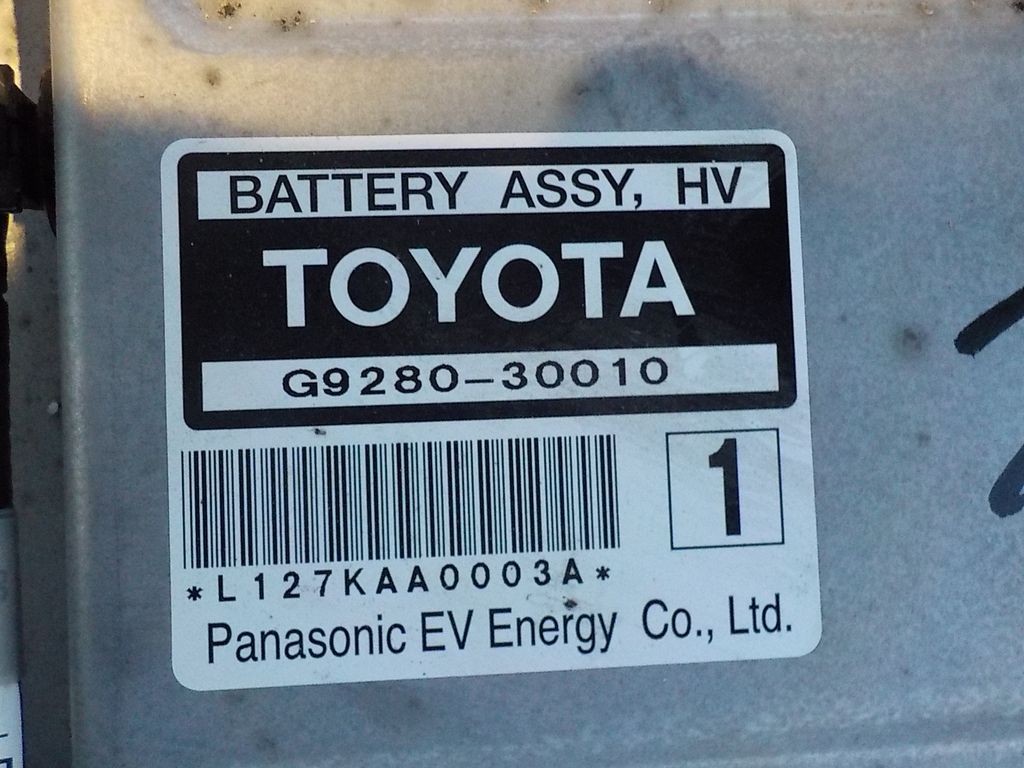 BATTERY ASSY, HV
TOYOTA
G9280-30010
1
*L127KAA0003A*
Panasonic EV Energy Co., Ltd.